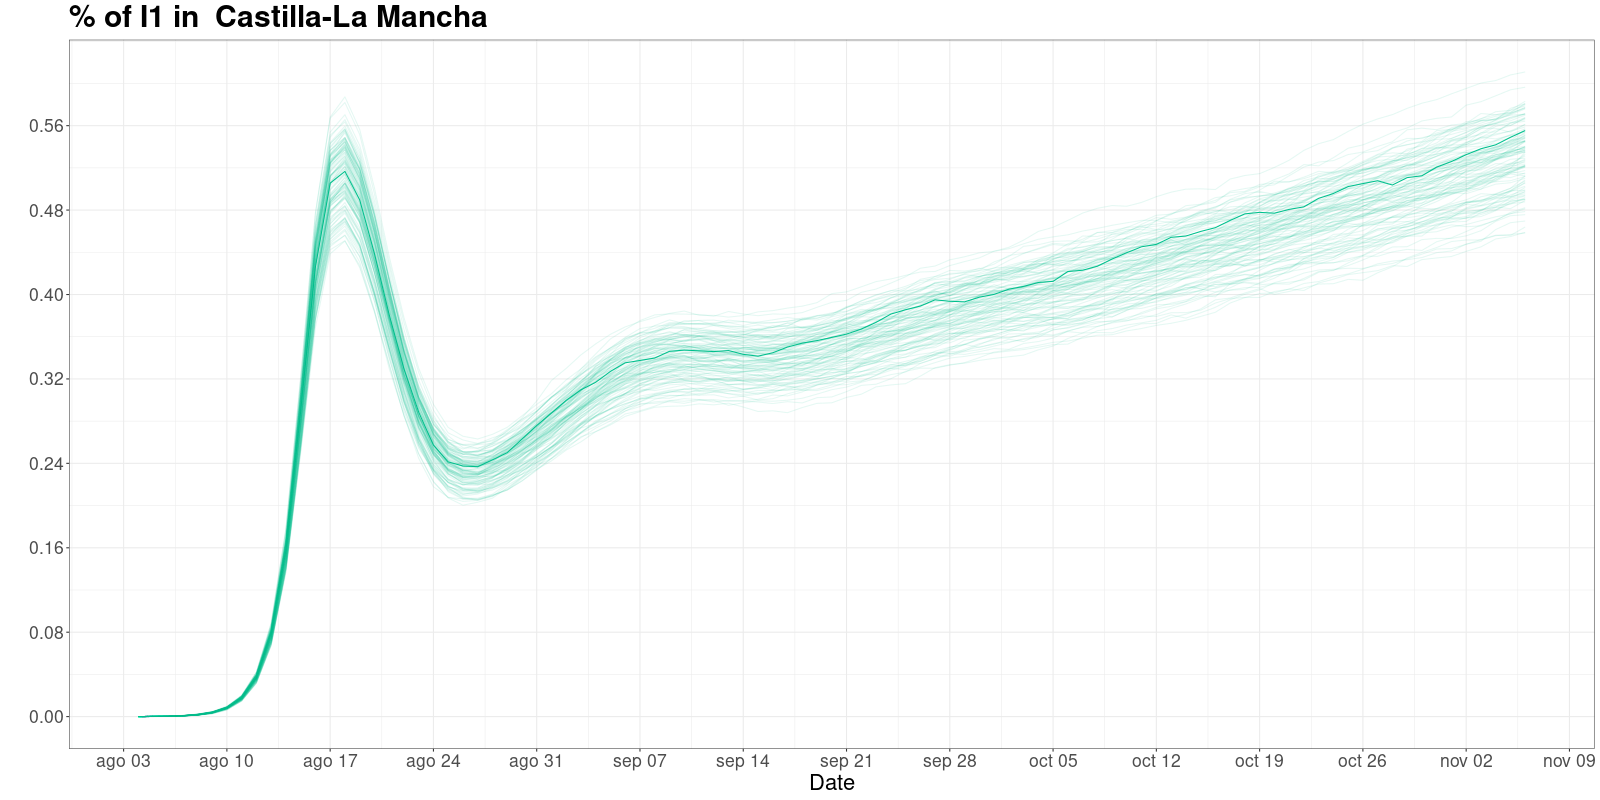 % of I1 in  Castilla-La Mancha
0.56
0.48
0.40
0.32
0.24
0.16
0.08
0.00
ago 03 ago 10 ago 17 ago 24 ago 31 sep 07 sep 14 sep 21 sep 28 oct 05 oct 12 oct 19 oct 26 nov 02 nov 09
Date